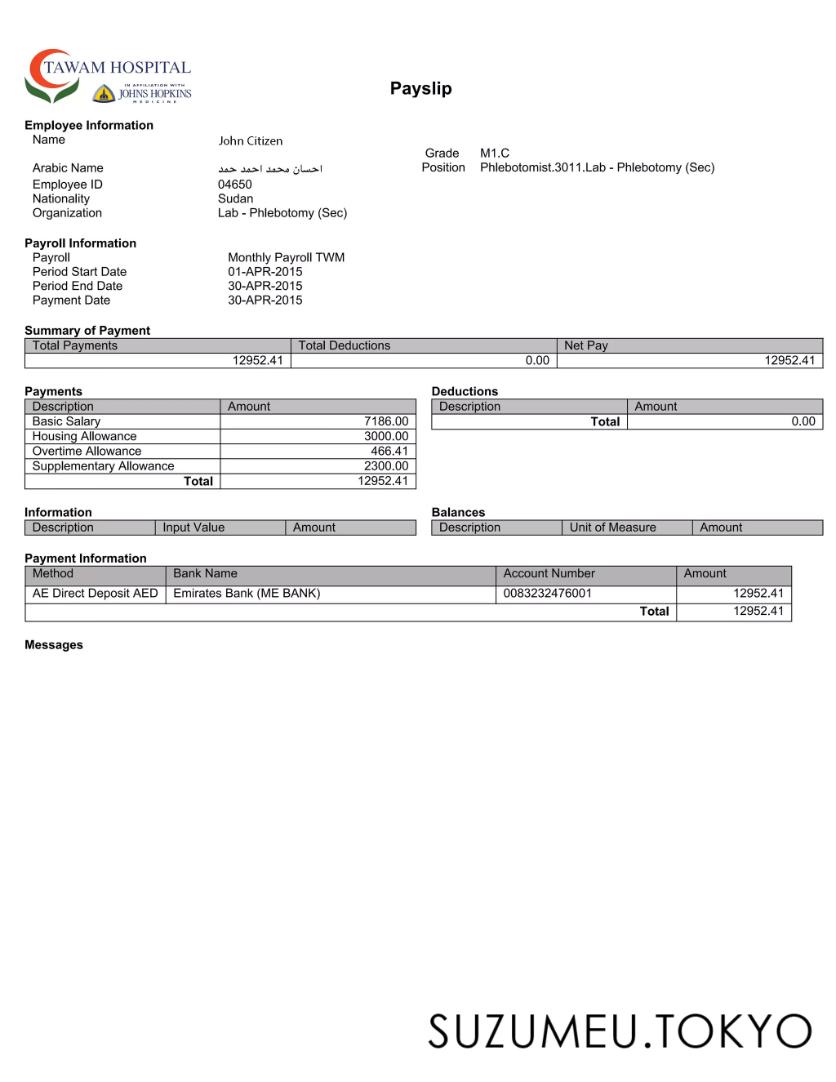 TAWAM HOSPITAL
IN AFFILIATION WITH
JOHNS HOPKINS
MEDICINE
Payslip
Employee Information
Name John Citizen
Grade M1.C
Position Phlebotomist.3011.Lab - Phlebotomy (Sec)
Arabic Name احسان محمد احمد حمد
Employee ID 04650
Nationality Sudan
Organization Lab - Phlebotomy (Sec)
Payroll Information
Payroll Monthly Payroll TWM
Period Start Date 01-APR-2015
Period End Date 30-APR-2015
Payment Date 30-APR-2015
Summary of Payment
Total Payments Total Deductions Net Pay
12952.41 0.00 12952.41
Payments
Description Amount
Basic Salary 7186.00
Housing Allowance 3000.00
Overtime Allowance 466.41
Supplementary Allowance 2300.00
Total 12952.41
Deductions
Description Amount
Total 0.00
Information
Description Input Value Amount
Balances
Description Unit of Measure Amount
Payment Information
Method Bank Name Account Number Amount
AE Direct Deposit AED Emirates Bank (ME BANK) 0083232476001 12952.41
Total 12952.41
Messages
SUZUMEU.TOKYO